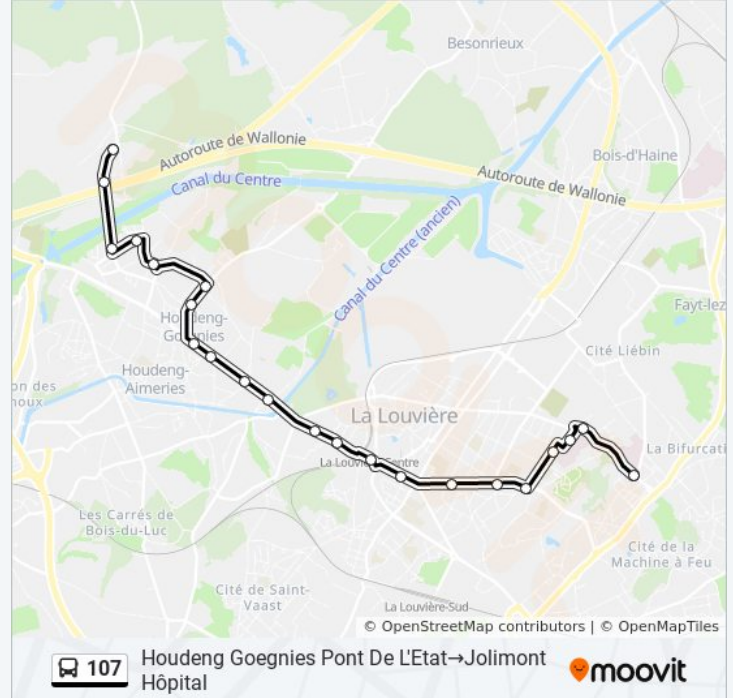 Besonrieux
Autoroute de Wallonie
Bois-d'Haine
Canal du Centre
Autoroute de Wallonie
Canal du Centre (ancien)
Fayt-lez
Houdeng-
Goegnies
Cité Liébin
Houdeng-
Aimeries
on des
noux
La Louvière
La Bifurcati
La Louvière-Centre
Les Carrés de
Bois-du-Luc
Cité de la
Machine à Feu
Cité de Saint-
Vaast
La Louvière-Sud
© OpenStreetMap contributors | © OpenMapTiles
107
Houdeng Goegnies Pont De L'Etat→Jolimont
Hôpital
moovit